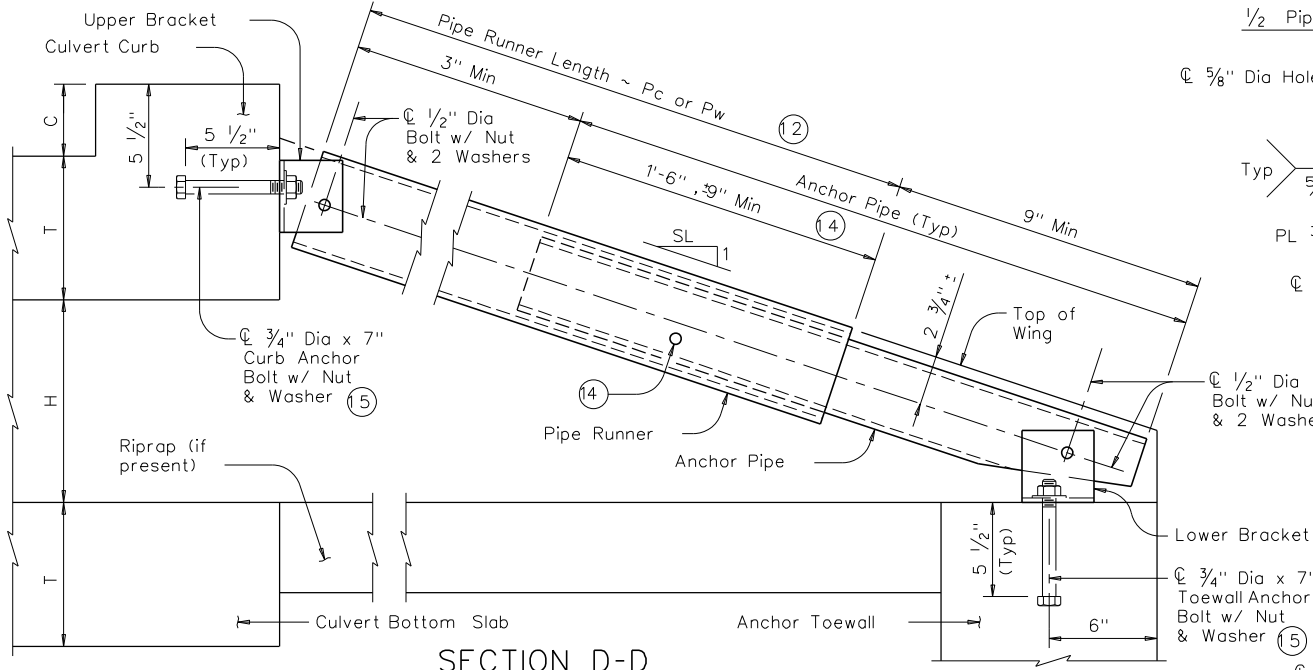 Upper Bracket
Culvert Curb
C
5 ½"
5 ½"
(Typ)
T
H
T
Pipe Runner Length ~ Pc or Pw
3" Min
℄ ½" Dia
Bolt w/ Nut
& 2 Washers
12
1'-6" ,±9" Min
14
Anchor Pipe (Typ)
9" Min
SL
1
2 ¾"±
Top of
Wing
℄ ¾" Dia x 7"
Curb Anchor
Bolt w/ Nut
& Washer 15
14
Pipe Runner
Anchor Pipe
Riprap (if
present)
℄ ½" Dia
Bolt w/ Nu
& 2 Washe
Lower Bracket
5 ½"
(Typ)
℄ ¾" Dia x 7"
Toewall Anchor
Bolt w/ Nut
& Washer 15
6"
Culvert Bottom Slab
Anchor Toewall
SECTION D-D
½ Pip
℄ ⅝" Dia Hole
Typ
PL
℄